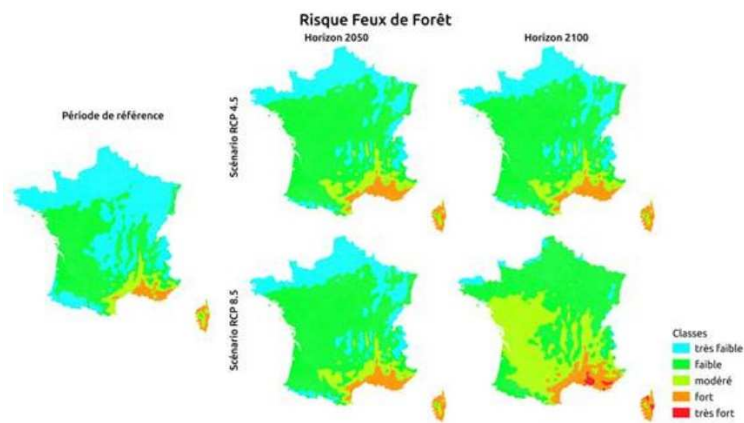 Risque Feux de Forêt
Horizon 2050
Horizon 2100
Période de référence
Scénario RCP 4.5
Scénario RCP 8.5
Classes
très faible
faible
modéré
fort
très fort